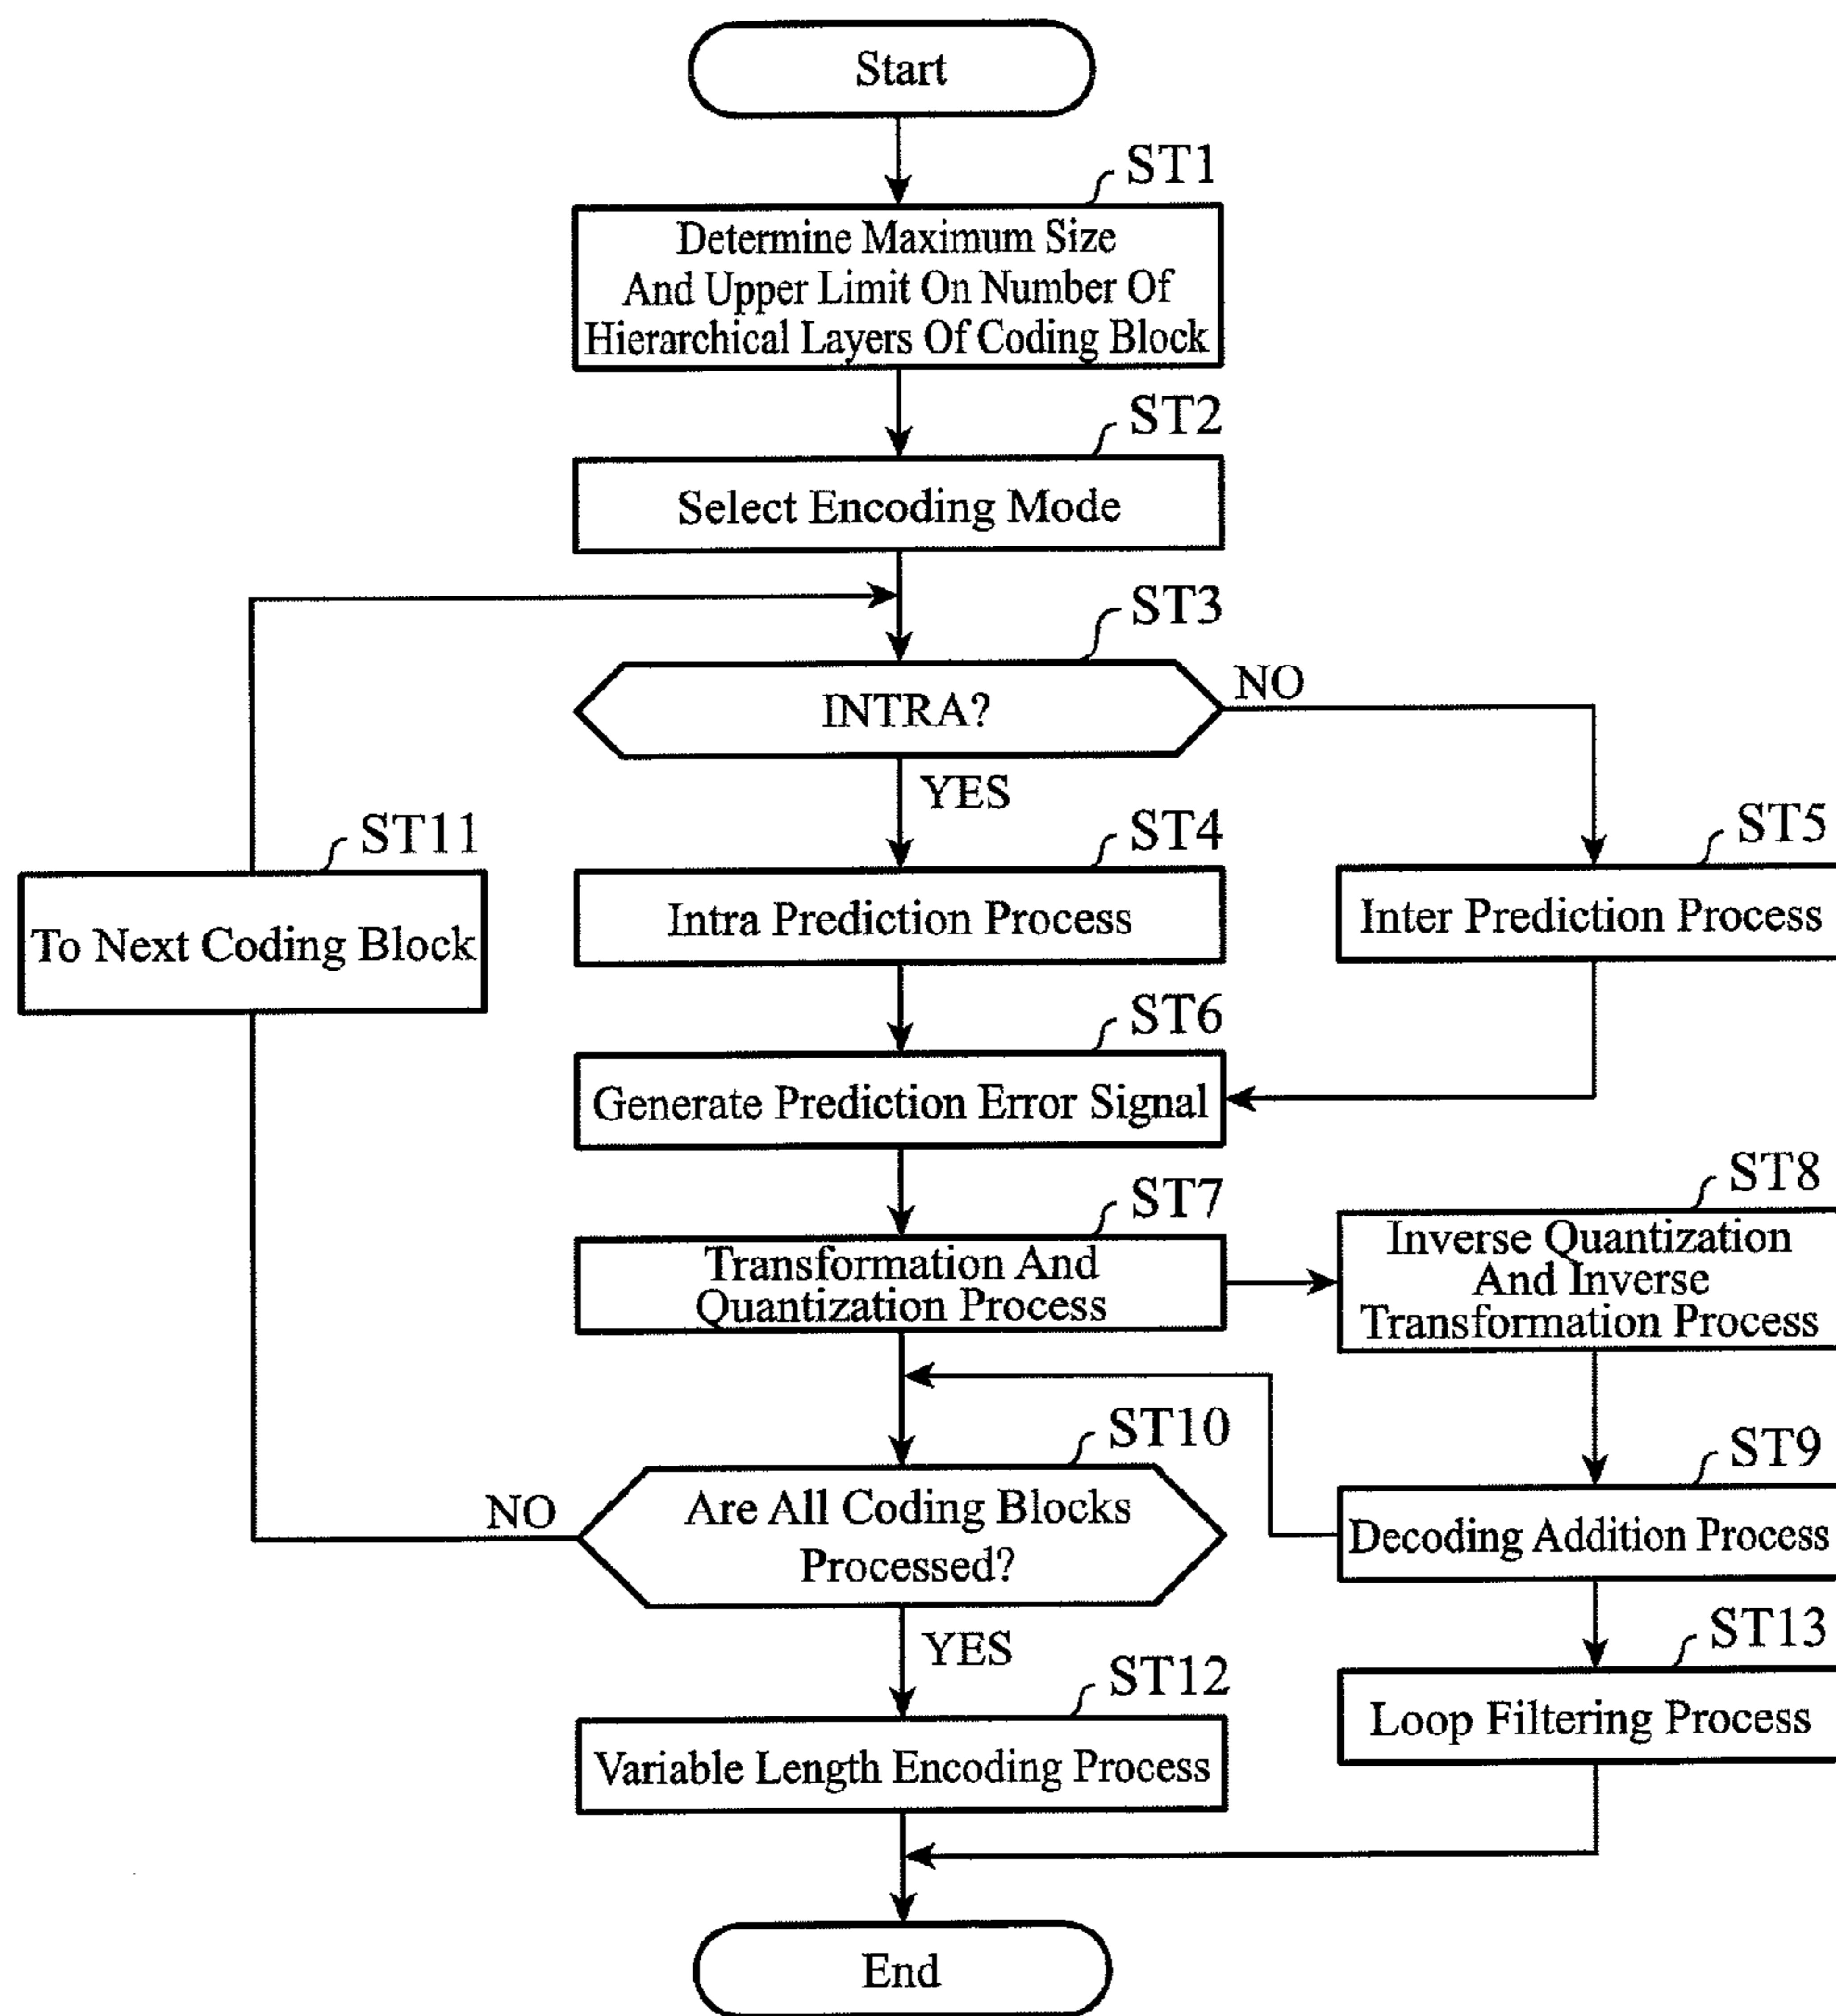 Start
ST1
Determine Maximum Size
And Upper Limit On Number Of
Hierarchical Layers Of Coding Block
ST2
Select Encoding Mode
ST3
INTRA?
NO
YES
ST11
To Next Coding Block
ST4
Intra Prediction Process
ST5
Inter Prediction Process
ST6
Generate Prediction Error Signal
ST7
Transformation And
Quantization Process
ST8
Inverse Quantization
And Inverse
Transformation Process
ST10
Are All Coding Blocks
Processed?
NO
YES
ST9
Decoding Addition Process
ST12
Variable Length Encoding Process
ST13
Loop Filtering Process
End